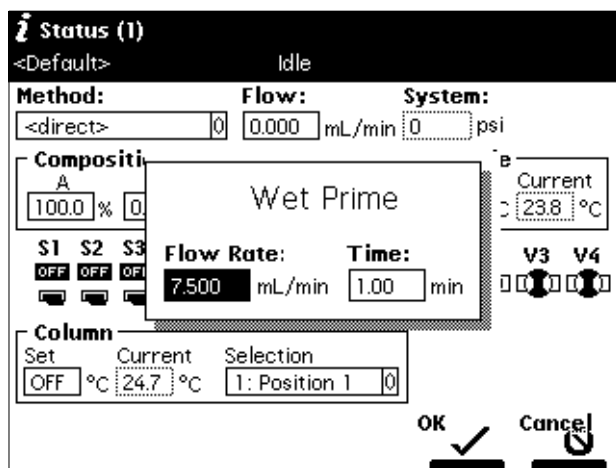 i Status (1)
<Default> Idle
Method: Flow: System:
<direct> 0 0.000 mL/min 0 psi
Compositi e
A Current
100.0 % 0. C 23.8 °C
Wet Prime
S1 S2 S3 V3 V4
OFF OFF OFF
Flow Rate: Time:
7.500 mL/min 1.00 min
Column
Set Current Selection
OFF °C 24.7 °C 1: Position 1 0
OK Cancel